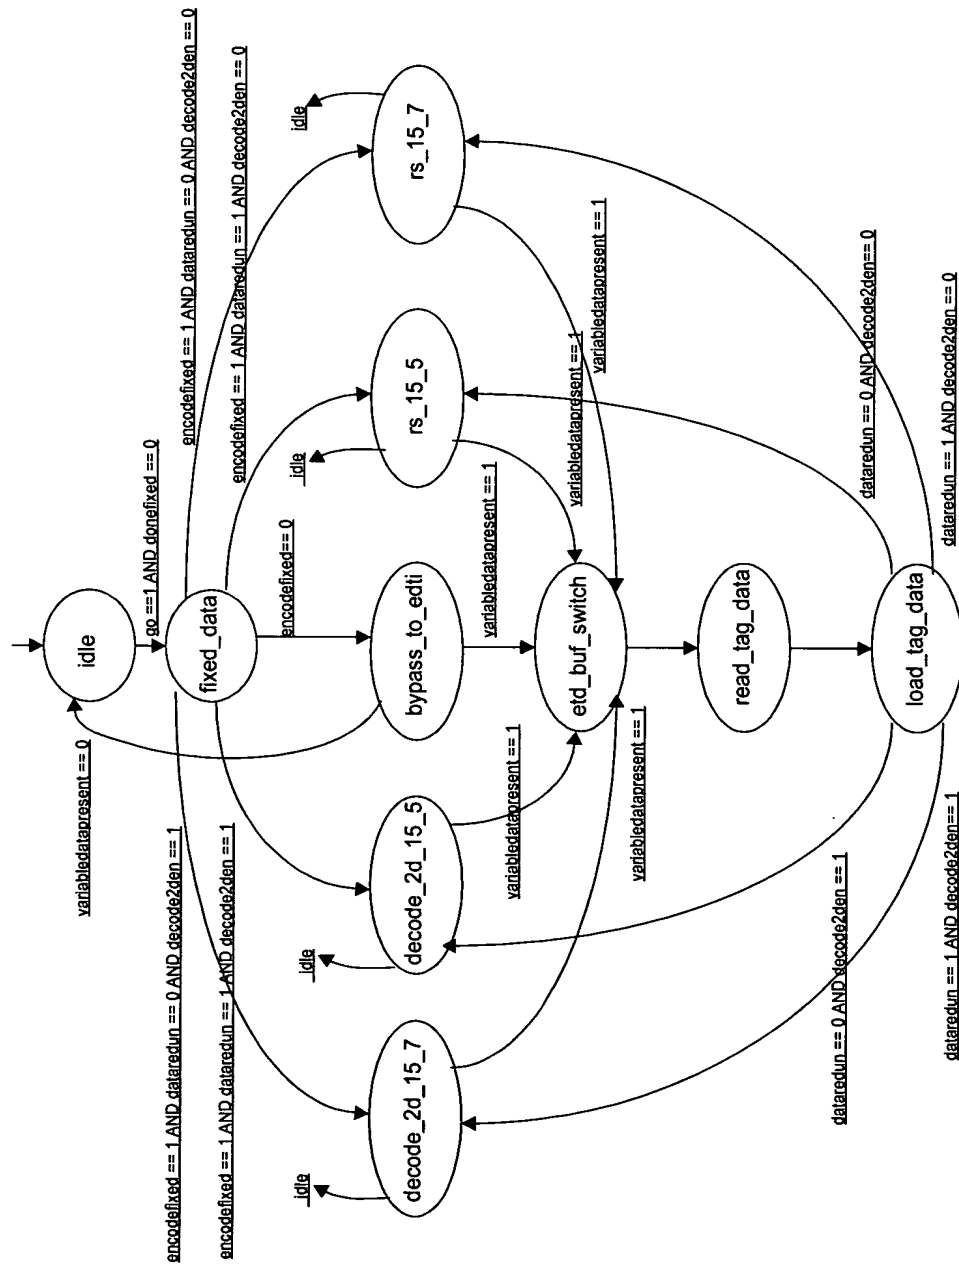 idle
go ==1 AND donefixed == 0
variabledatapresent == 0
fixed_data
encodefixed == 1 AND dataredun == 0 AND decode2den == 1
encodefixed == 1 AND dataredun == 1 AND decode2den == 1
encodefixed== 0
encodefixed == 1 AND dataredun == 1 AND decode2den == 0
encodefixed == 1 AND dataredun == 0 AND decode2den == 0
idle
idle
idle
idle
decode_2d_15_7
decode_2d_15_5
bypass_to_edti
rs_15_5
rs_15_7
variabledatapresent == 1
variabledatapresent == 1
variabledatapresent == 1
variabledatapresent == 1
variabledatapresent == 1
etd_buf_switch
read_tag_data
load_tag_data
dataredun == 0 AND decode2den == 1
dataredun == 1 AND decode2den== 1
dataredun == 0 AND decode2den== 0
dataredun == 1 AND decode2den == 0